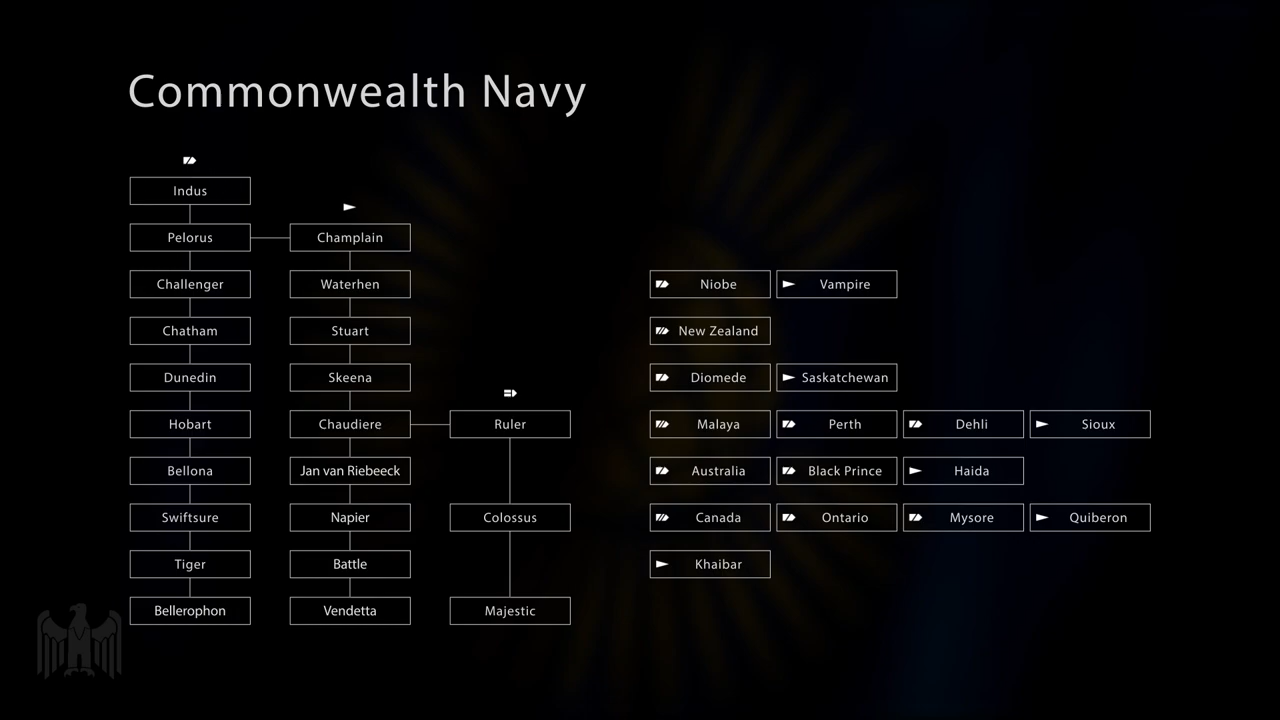 Commonwealth Navy
Indus
Pelorus Champlain
Challenger Waterhen Niobe Vampire
Chatham Stuart New Zealand
Dunedin Skeena Diomede Saskatchewan
Hobart Chaudiere Ruler Malaya Perth Dehli Sioux
Bellona Jan van Riebeeck Australia Black Prince Haida
Swiftsure Napier Colossus Canada Ontario Mysore Quiberon
Tiger Battle Khaibar
Bellerophon Vendetta Majestic